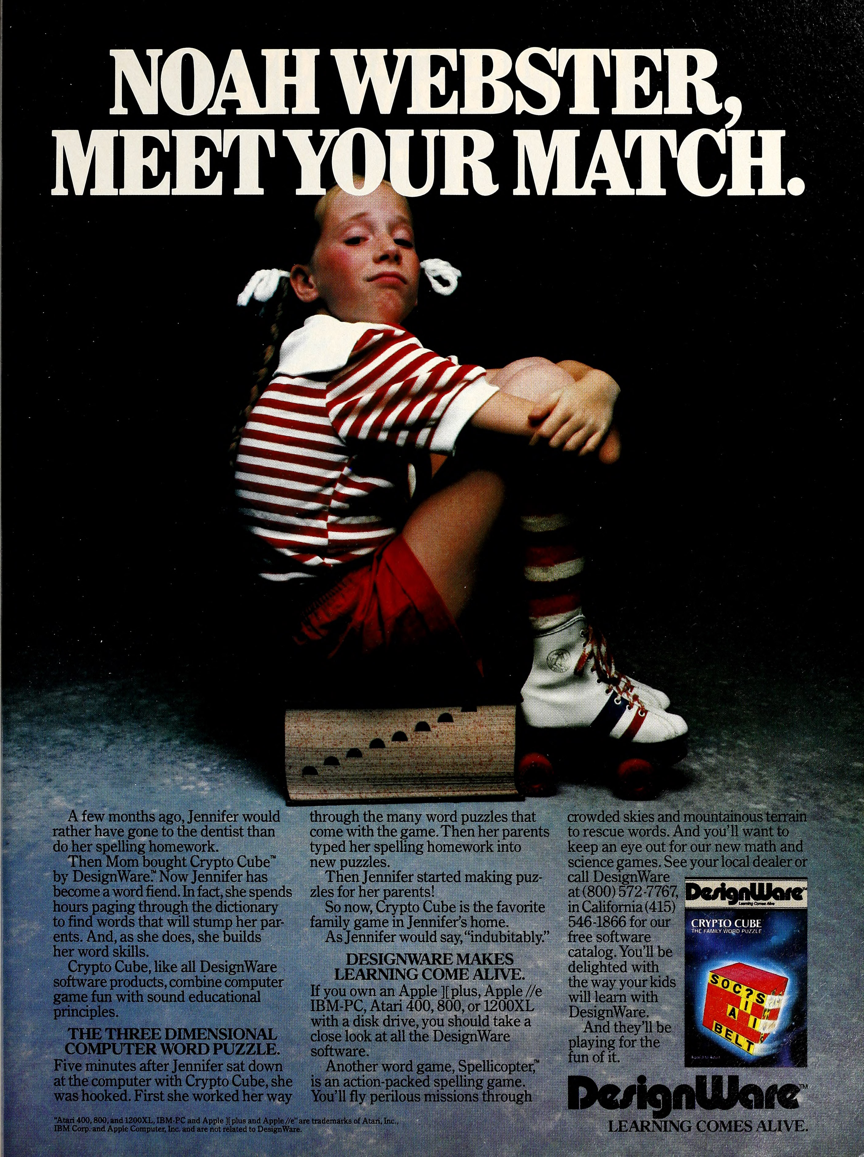 NOAH WEBSTER,
MEET YOUR MATCH.
A few months ago, Jennifer would
rather have gone to the dentist than
do her spelling homework.
Then Mom bought Crypto Cube™
by DesignWare.™ Now Jennifer has
become a word fiend. In fact, she spends
hours paging through the dictionary
to find words that will stump her par-
ents. And, as she does, she builds
her word skills.
Crypto Cube, like all DesignWare
software products, combine computer
game fun with sound educational
principles.
THE THREE DIMENSIONAL
COMPUTER WORD PUZZLE.
Five minutes after Jennifer sat down
at the computer with Crypto Cube, she
was hooked. First she worked her way
through the many word puzzles that
come with the game. Then her parents
typed her spelling homework into
new puzzles.
Then Jennifer started making puz-
zles for her parents!
So now, Crypto Cube is the favorite
family game in Jennifer's home.
As Jennifer would say, "indubitably."
DESIGNWARE MAKES
LEARNING COME ALIVE.
If you own an Apple ][ plus, Apple //e
IBM-PC, Atari 400, 800, or 1200XL
with a disk drive, you should take a
close look at all the DesignWare
software.
Another word game, Spellicopter,™
is an action-packed spelling game.
You'll fly perilous missions through
crowded skies and mountainous terrain
to rescue words. And you'll want to
keep an eye out for our new math and
science games. See your local dealer or
call DesignWare
at (800) 572-7767,
in California (415)
546-1866 for our
free software
catalog. You'll be
delighted with
the way your kids
will learn with
DesignWare.
And they'll be
playing for the
fun of it.
DesignWare™
Learning Comes Alive.
CRYPTO CUBE
THE FAMILY WORD PUZZLE
SOC?S
I
A I
BELT
DesignWare™
LEARNING COMES ALIVE.
"Atari 400, 800, and 1200XL, IBM-PC and Apple ][ plus and Apple //e" are trademarks of Atari, Inc.,
IBM Corp. and Apple Computer, Inc. and are not related to DesignWare.